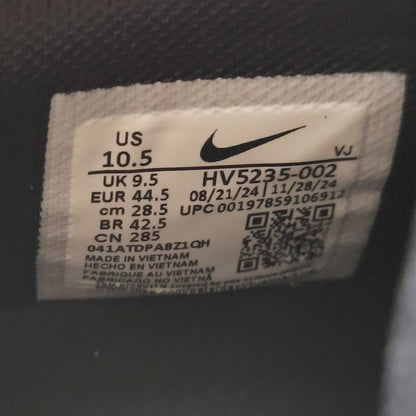 US
10.5
VJ
UK 9.5
HV5235-002
EUR 44.5
08/21/24 | 11/28/24
cm 28.5
UPC 00197859106912
BR 42.5
CN 285
041ATDPA8Z1QH
MADE IN VIETNAM
HECHO EN VIETNAM
FABRIQUE AU VIETNAM
FABRICADO NO VIETNÃ